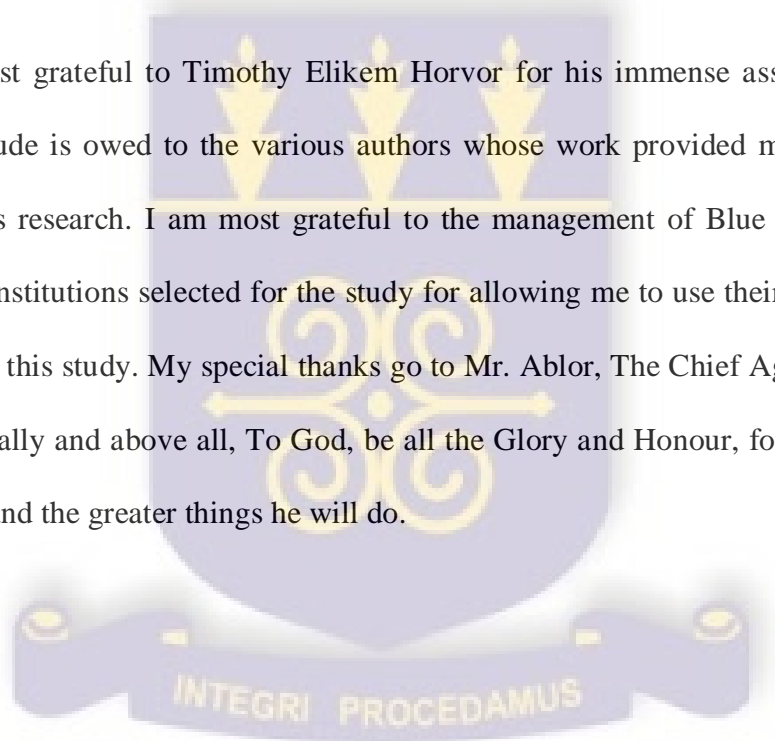 st grateful to Timothy Elikem Horvor for his immense ass
ude is owed to the various authors whose work provided m
s research. I am most grateful to the management of Blue
nstitutions selected for the study for allowing me to use their
this study. My special thanks go to Mr. Ablor, The Chief Ag
ally and above all, To God, be all the Glory and Honour, fo
nd the greater things he will do.
INTEGRI PROCEDAMUS